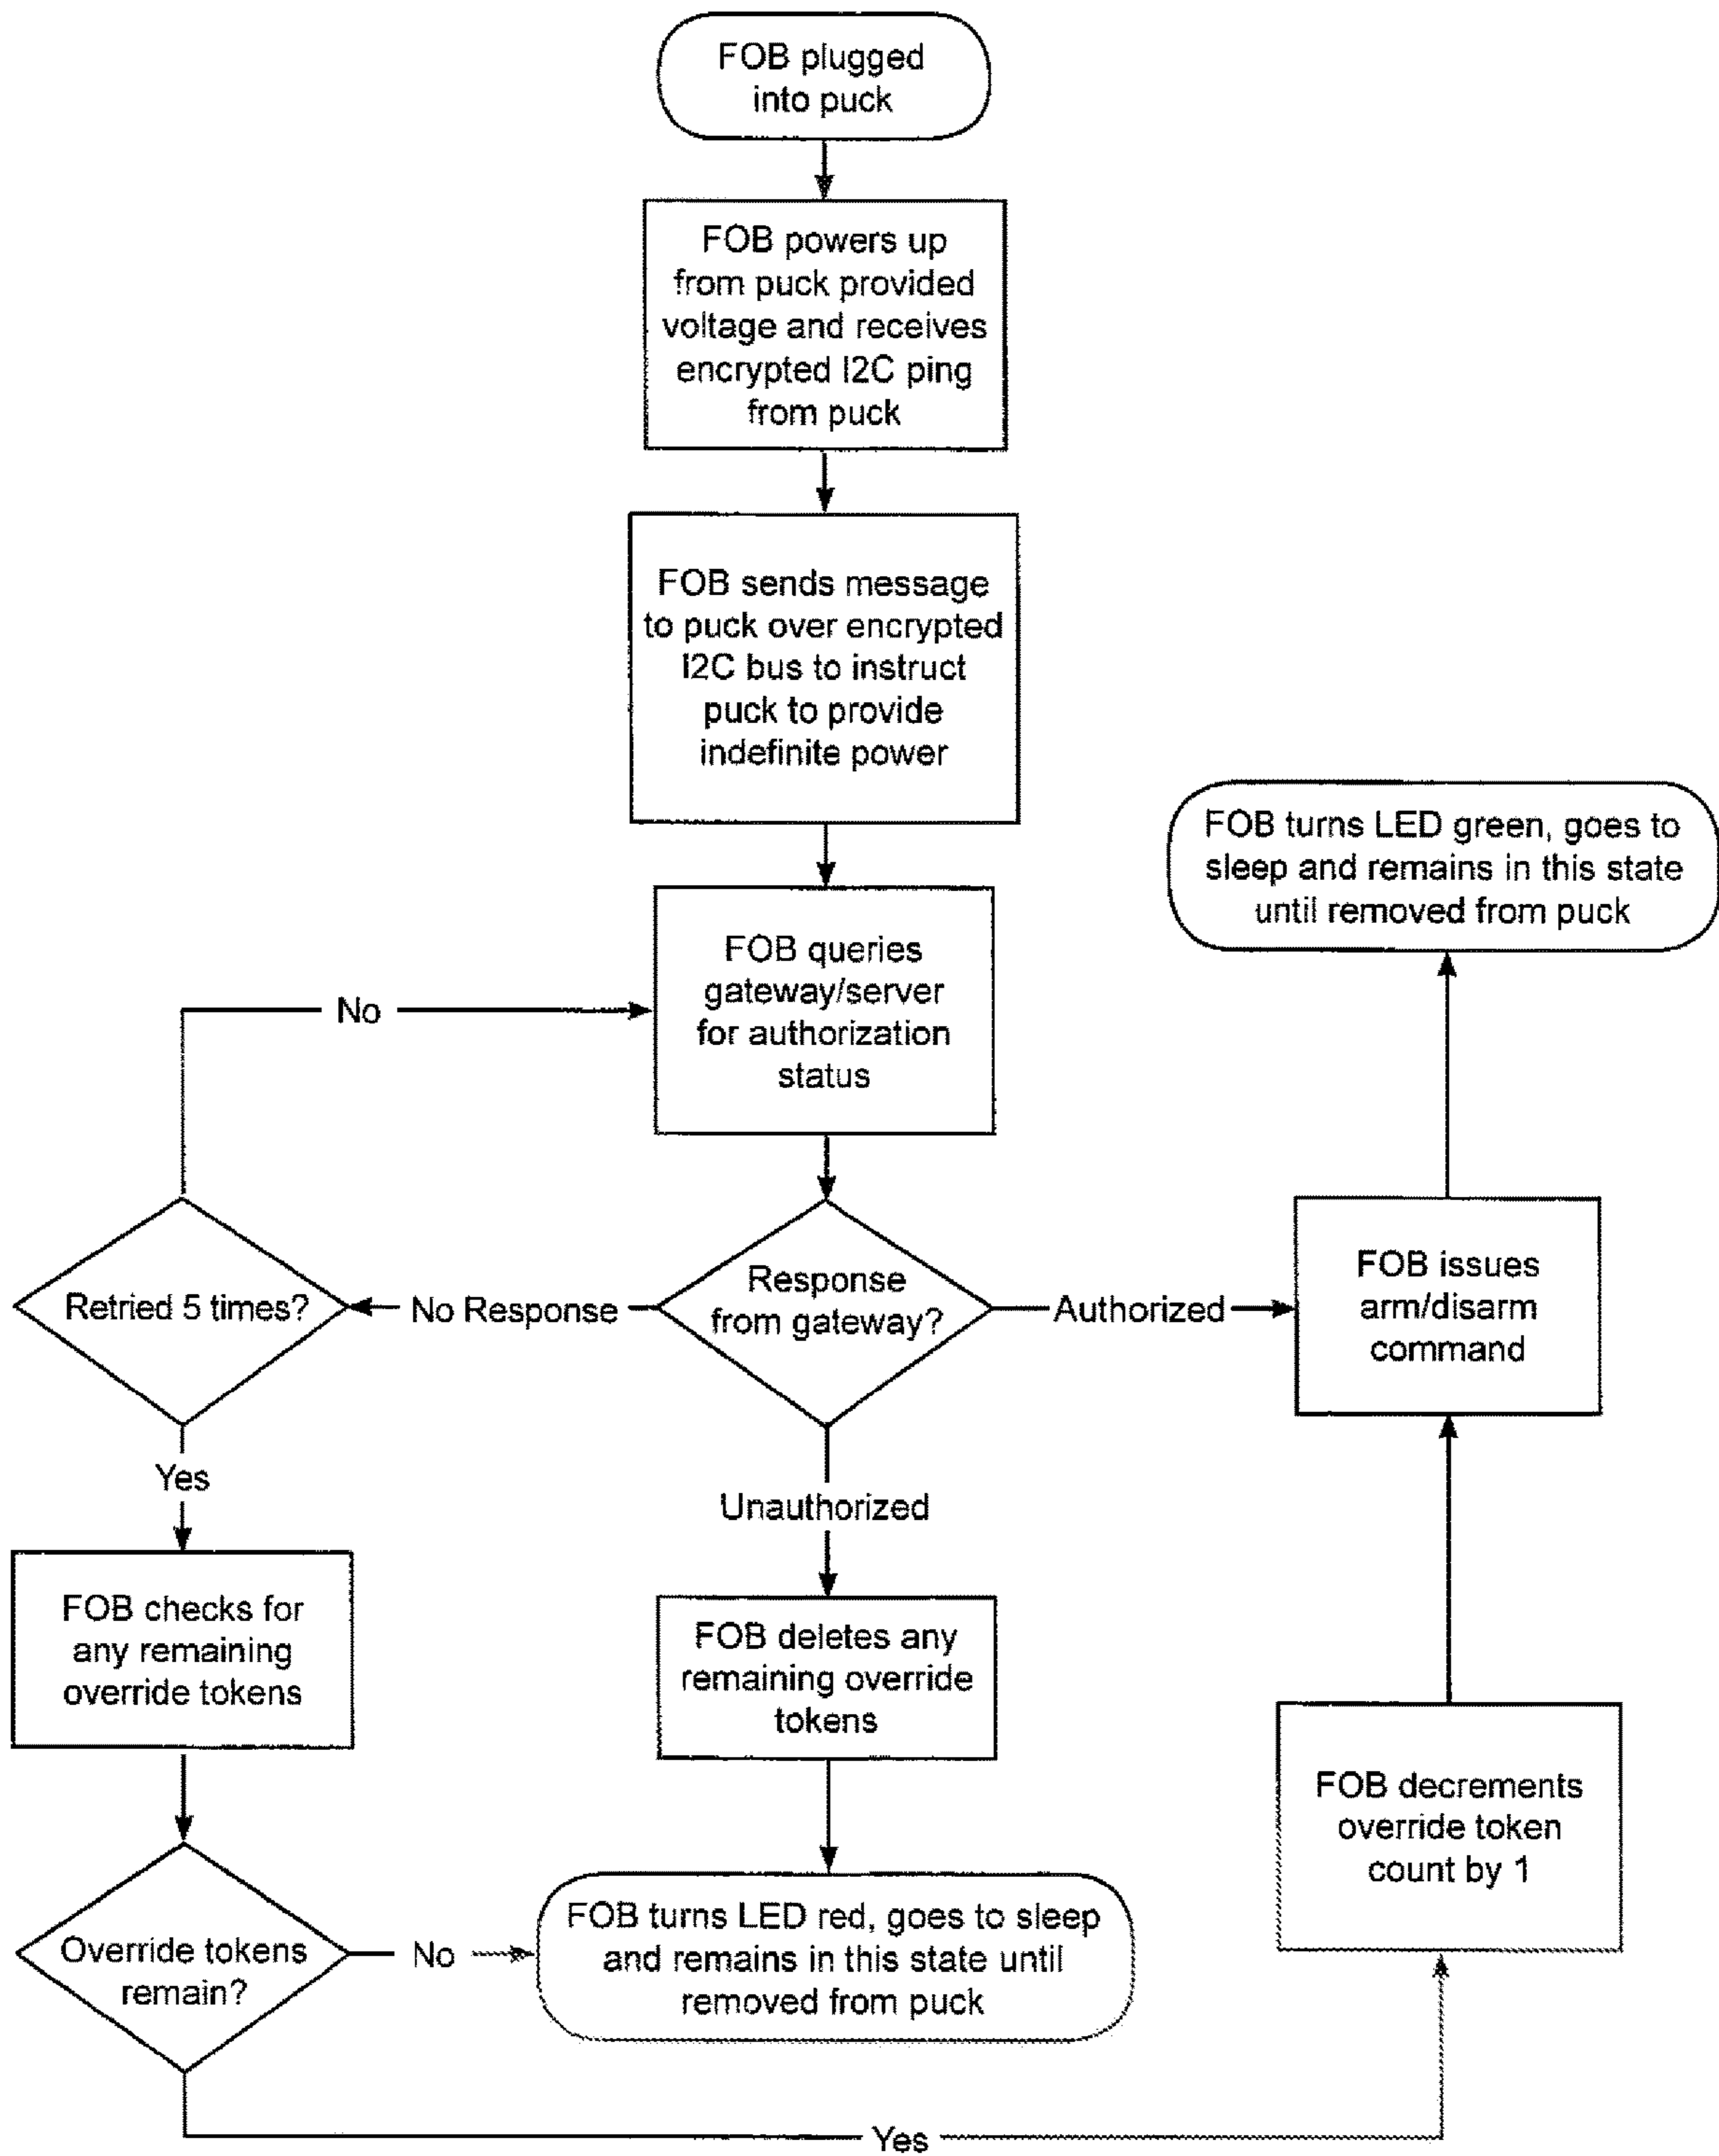 FOB plugged
into puck
FOB powers up
from puck provided
voltage and receives
encrypted I2C ping
from puck
FOB sends message
to puck over encrypted
I2C bus to instruct
puck to provide
indefinite power
FOB turns LED green, goes to
sleep and remains in this state
until removed from puck
FOB queries
gateway/server
for authorization
status
No
Retried 5 times?
No Response
Response
from gateway?
Authorized
FOB issues
arm/disarm
command
Yes
Unauthorized
FOB checks for
any remaining
override tokens
FOB deletes any
remaining override
tokens
FOB decrements
override token
count by 1
Override tokens
remain?
No
FOB turns LED red, goes to sleep
and remains in this state until
removed from puck
Yes